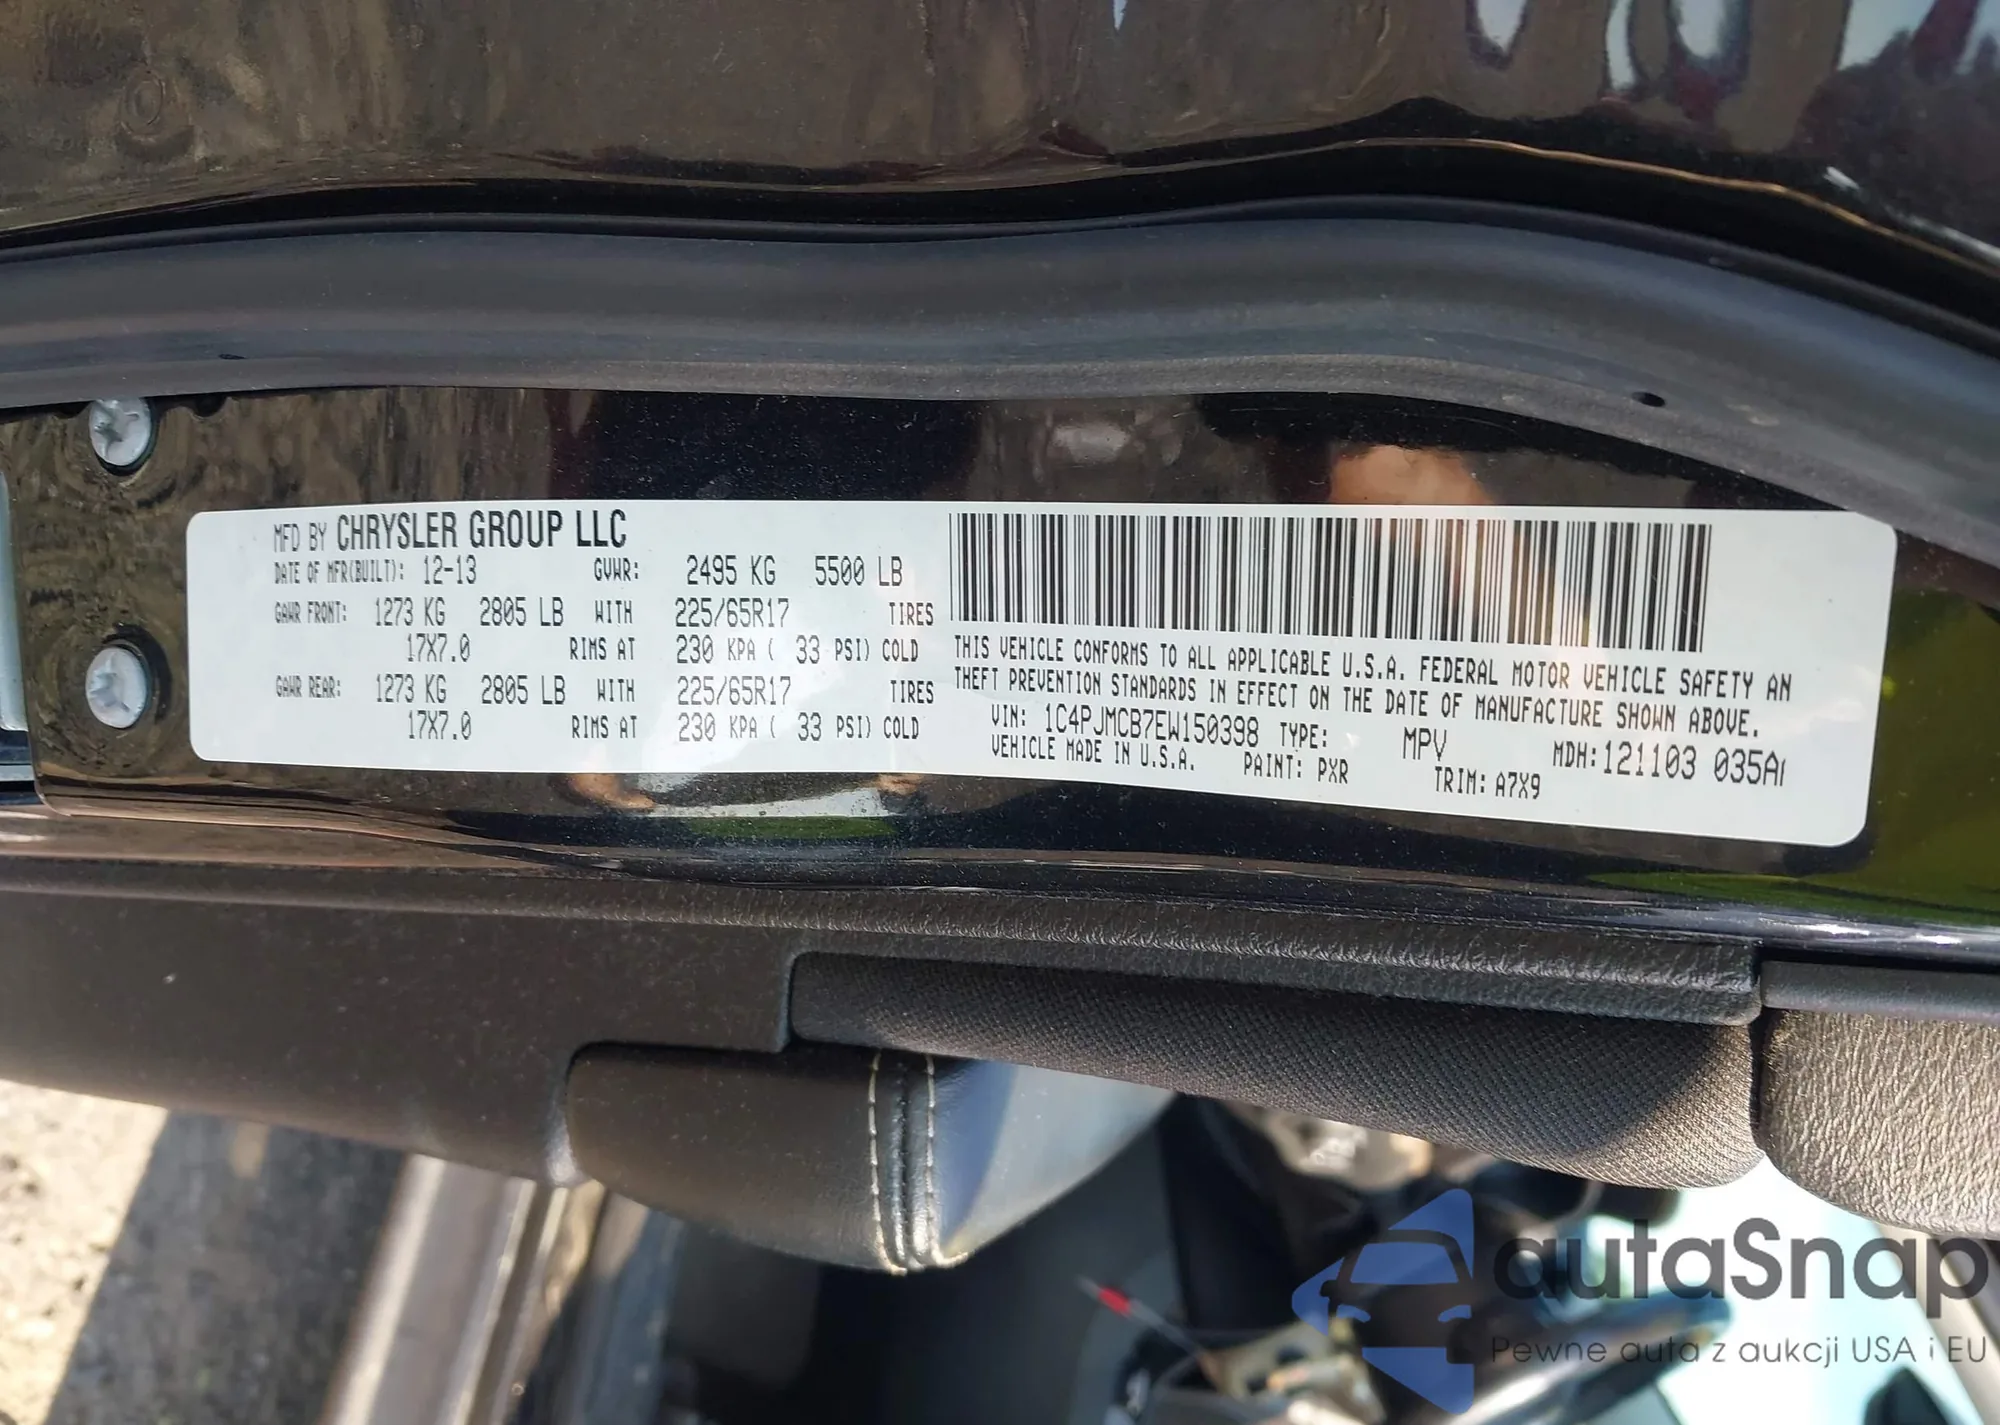 MFD BY CHRYSLER GROUP LLC
DATE OF MFR(BUILT): 12-13 GVWR: 2495 KG 5500 LB
GAWR FRONT: 1273 KG 2805 LB WITH 225/65R17 TIRES
17X7.0 RIMS AT 230 KPA ( 33 PSI) COLD
GAWR REAR: 1273 KG 2805 LB WITH 225/65R17 TIRES
17X7.0 RIMS AT 230 KPA ( 33 PSI) COLD
THIS VEHICLE CONFORMS TO ALL APPLICABLE U.S.A. FEDERAL MOTOR VEHICLE SAFETY AN
THEFT PREVENTION STANDARDS IN EFFECT ON THE DATE OF MANUFACTURE SHOWN ABOVE.
VIN: 1C4PJMCB7EW150398 TYPE: MPV MDH:121103 035A
VEHICLE MADE IN U.S.A. PAINT: PXR TRIM: A7X9
autaSnap
Pewne auta z aukcji USA i EU